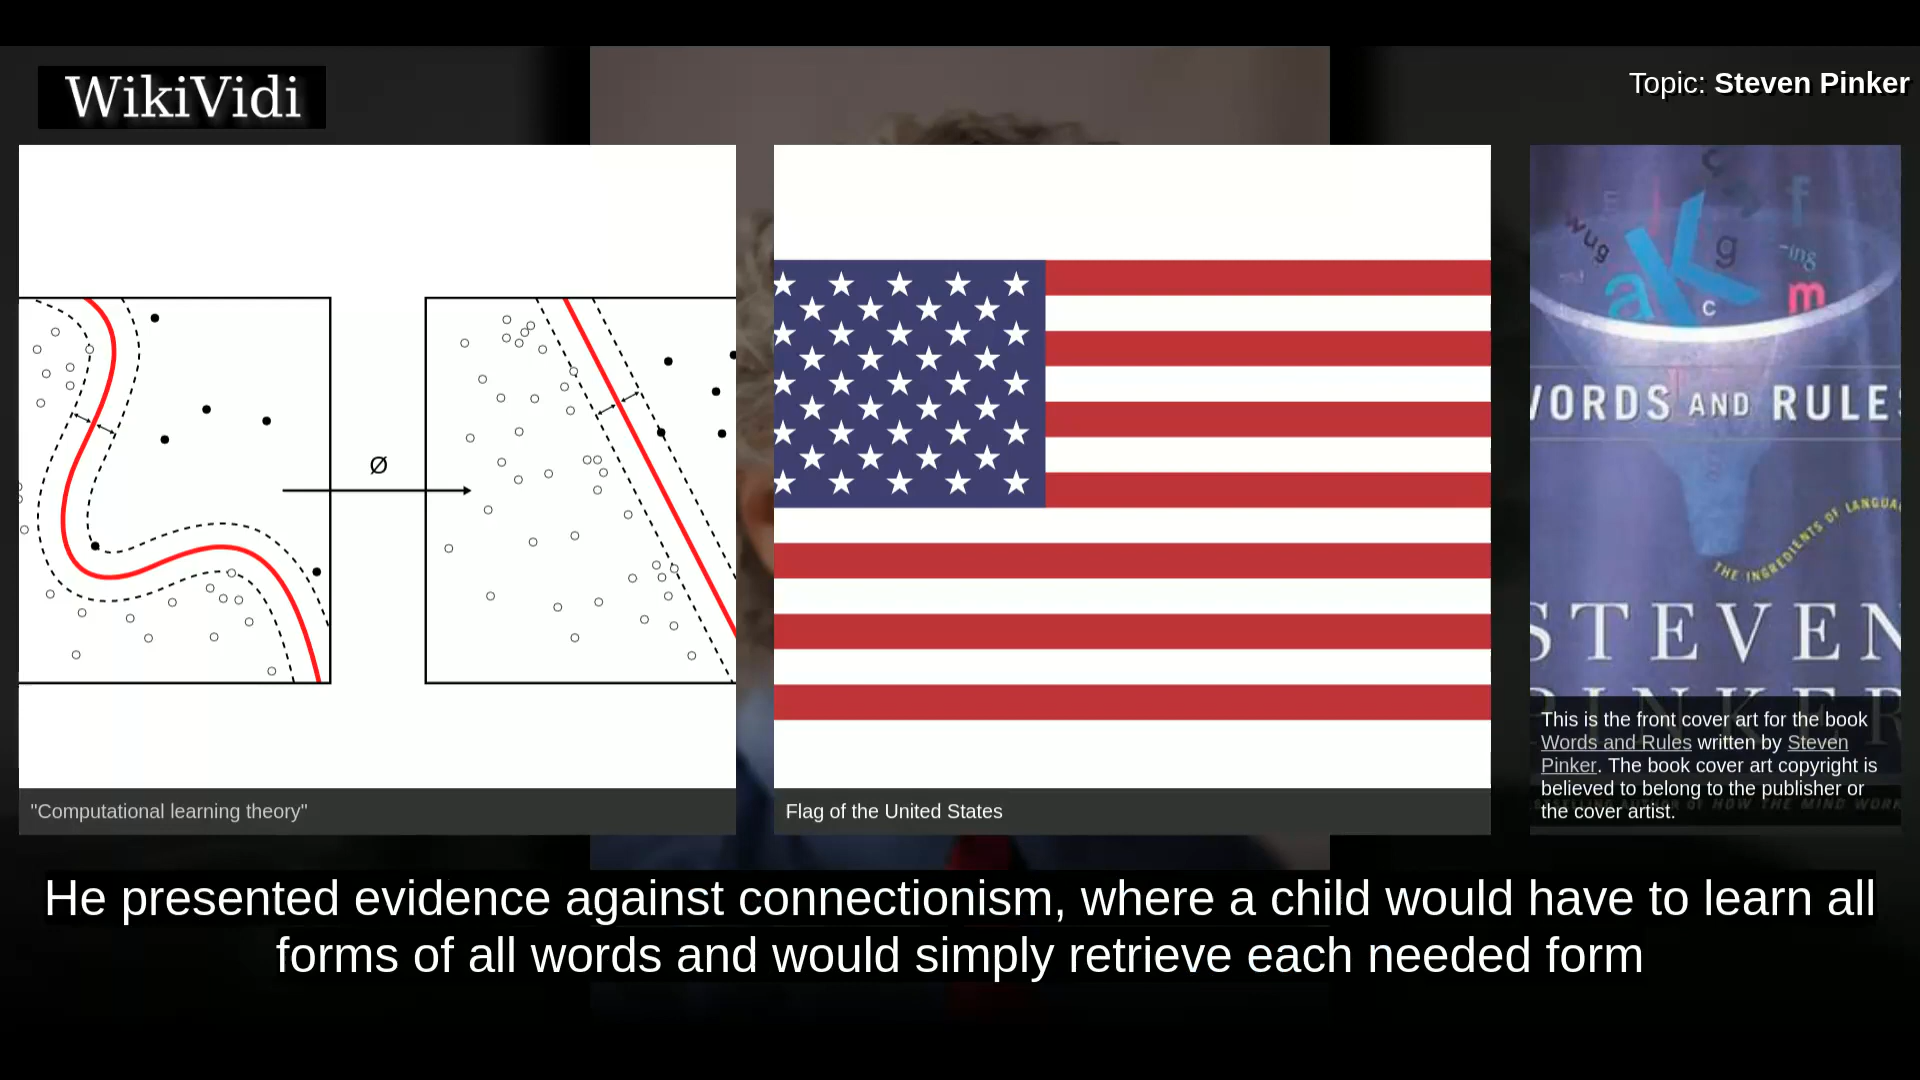 WikiVidi
Topic: Steven Pinker
Ø
"Computational learning theory"
Flag of the United States
wug
a
K
g
c
f
-ing
m
WORDS AND RULES
THE INGREDIENTS OF LANGUAGE
STEVEN
PINKER
This is the front cover art for the book
Words and Rules written by Steven
Pinker. The book cover art copyright is
believed to belong to the publisher or
the cover artist.
He presented evidence against connectionism, where a child would have to learn all
forms of all words and would simply retrieve each needed form